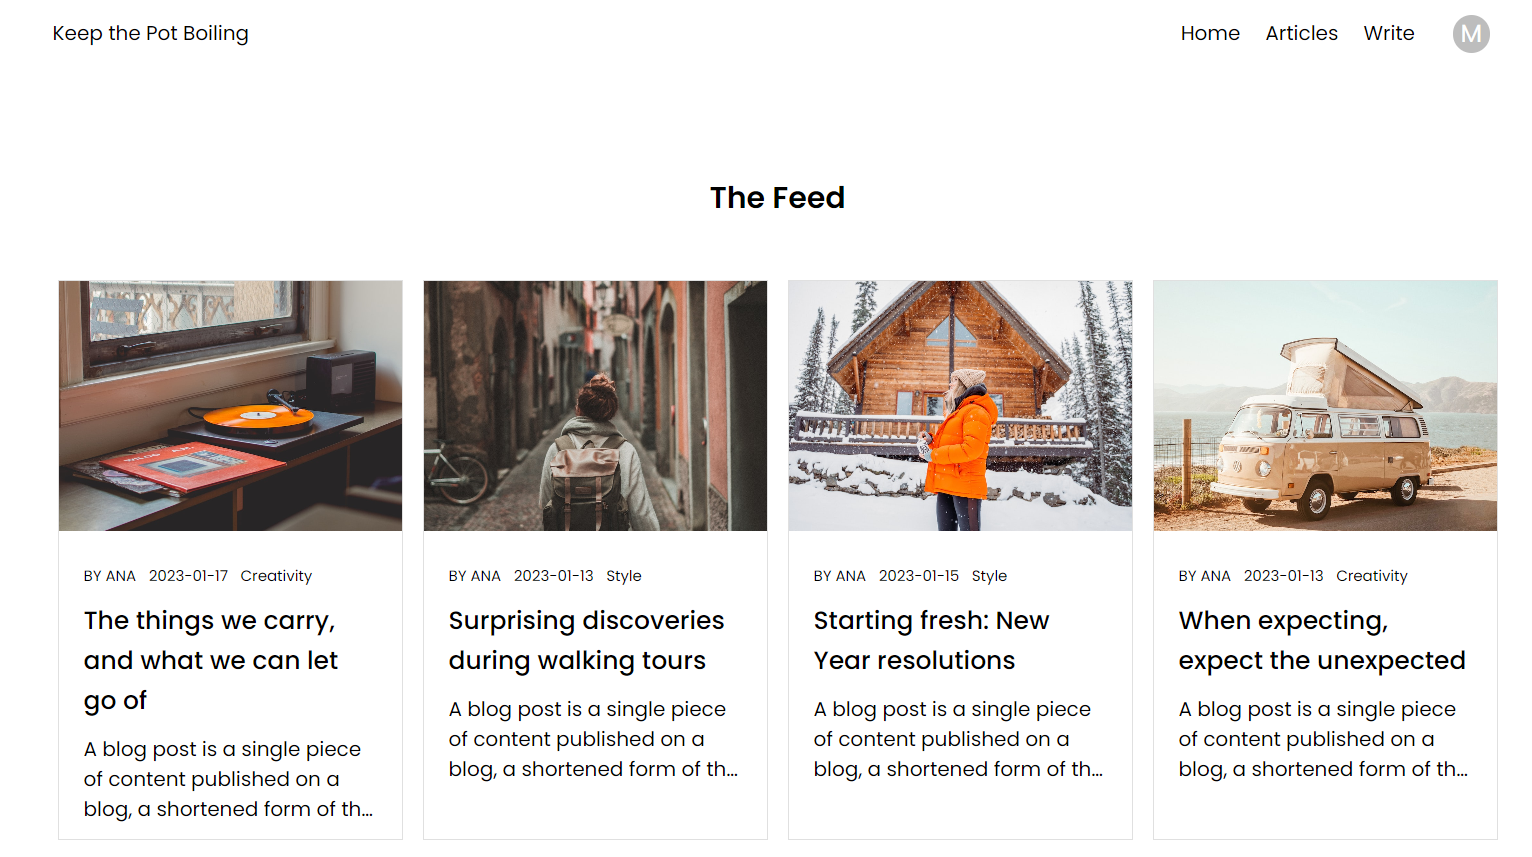 Keep the Pot Boiling
Home Articles Write M
The Feed
BY ANA 2023-01-17 Creativity
The things we carry,
and what we can let
go of
A blog post is a single piece
of content published on a
blog, a shortened form of th...
BY ANA 2023-01-13 Style
Surprising discoveries
during walking tours
A blog post is a single piece
of content published on a
blog, a shortened form of th...
BY ANA 2023-01-15 Style
Starting fresh: New
Year resolutions
A blog post is a single piece
of content published on a
blog, a shortened form of th...
BY ANA 2023-01-13 Creativity
When expecting,
expect the unexpected
A blog post is a single piece
of content published on a
blog, a shortened form of th...